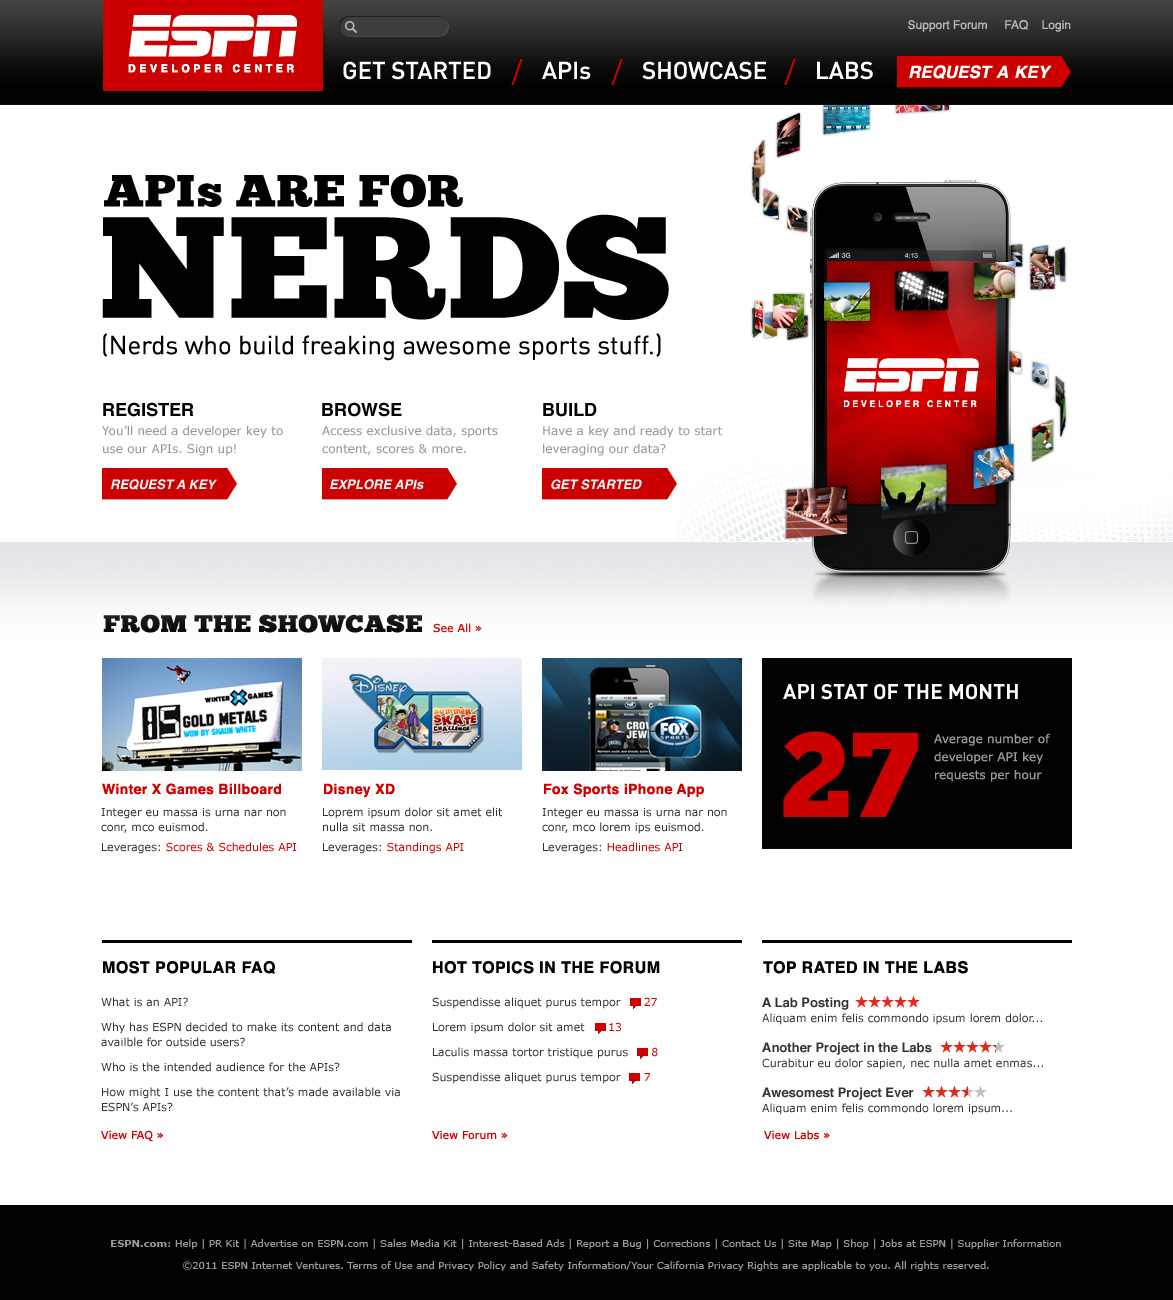 ESPN
DEVELOPER CENTER
Support Forum FAQ Login
GET STARTED / APIs / SHOWCASE / LABS
REQUEST A KEY
APIs ARE FOR
NERDS
(Nerds who build freaking awesome sports stuff.)
REGISTER
You'll need a developer key to
use our APIs. Sign up!
REQUEST A KEY
BROWSE
Access exclusive data, sports
content, scores & more.
EXPLORE APIs
BUILD
Have a key and ready to start
leveraging our data?
GET STARTED
3G 4:13
ESPN
DEVELOPER CENTER
FROM THE SHOWCASE See All »
WINTER X GAMES
15 GOLD METALS
WON BY SHAUN WHITE
Winter X Games Billboard
Integer eu massa is urna nar non
conr, mco euismod.
Leverages: Scores & Schedules API
Disney
XD
SUMMER
SKATE
CHALLENGE
Disney XD
Loprem ipsum dolor sit amet elit
nulla sit massa non.
Leverages: Standings API
CROW
JEW
FOX
SPORTS
Fox Sports iPhone App
Integer eu massa is urna nar non
conr, mco lorem ips euismod.
Leverages: Headlines API
API STAT OF THE MONTH
27
Average number of
developer API key
requests per hour
MOST POPULAR FAQ
What is an API?
Why has ESPN decided to make its content and data
availble for outside users?
Who is the intended audience for the APIs?
How might I use the content that's made available via
ESPN's APIs?
View FAQ »
HOT TOPICS IN THE FORUM
Suspendisse aliquet purus tempor 27
Lorem ipsum dolor sit amet 13
Laculis massa tortor tristique purus 8
Suspendisse aliquet purus tempor 7
View Forum »
TOP RATED IN THE LABS
A Lab Posting ★★★★★
Aliquam enim felis commondo ipsum lorem dolor...
Another Project in the Labs
Curabitur eu dolor sapien, nec nulla amet enmas...
Awesomest Project Ever
Aliquam enim felis commondo lorem ipsum...
View Labs »
ESPN.com: Help | PR Kit | Advertise on ESPN.com | Sales Media Kit | Interest-Based Ads | Report a Bug | Corrections | Contact Us | Site Map | Shop | Jobs at ESPN | Supplier Information
©2011 ESPN Internet Ventures. Terms of Use and Privacy Policy and Safety Information/Your California Privacy Rights are applicable to you. All rights reserved.